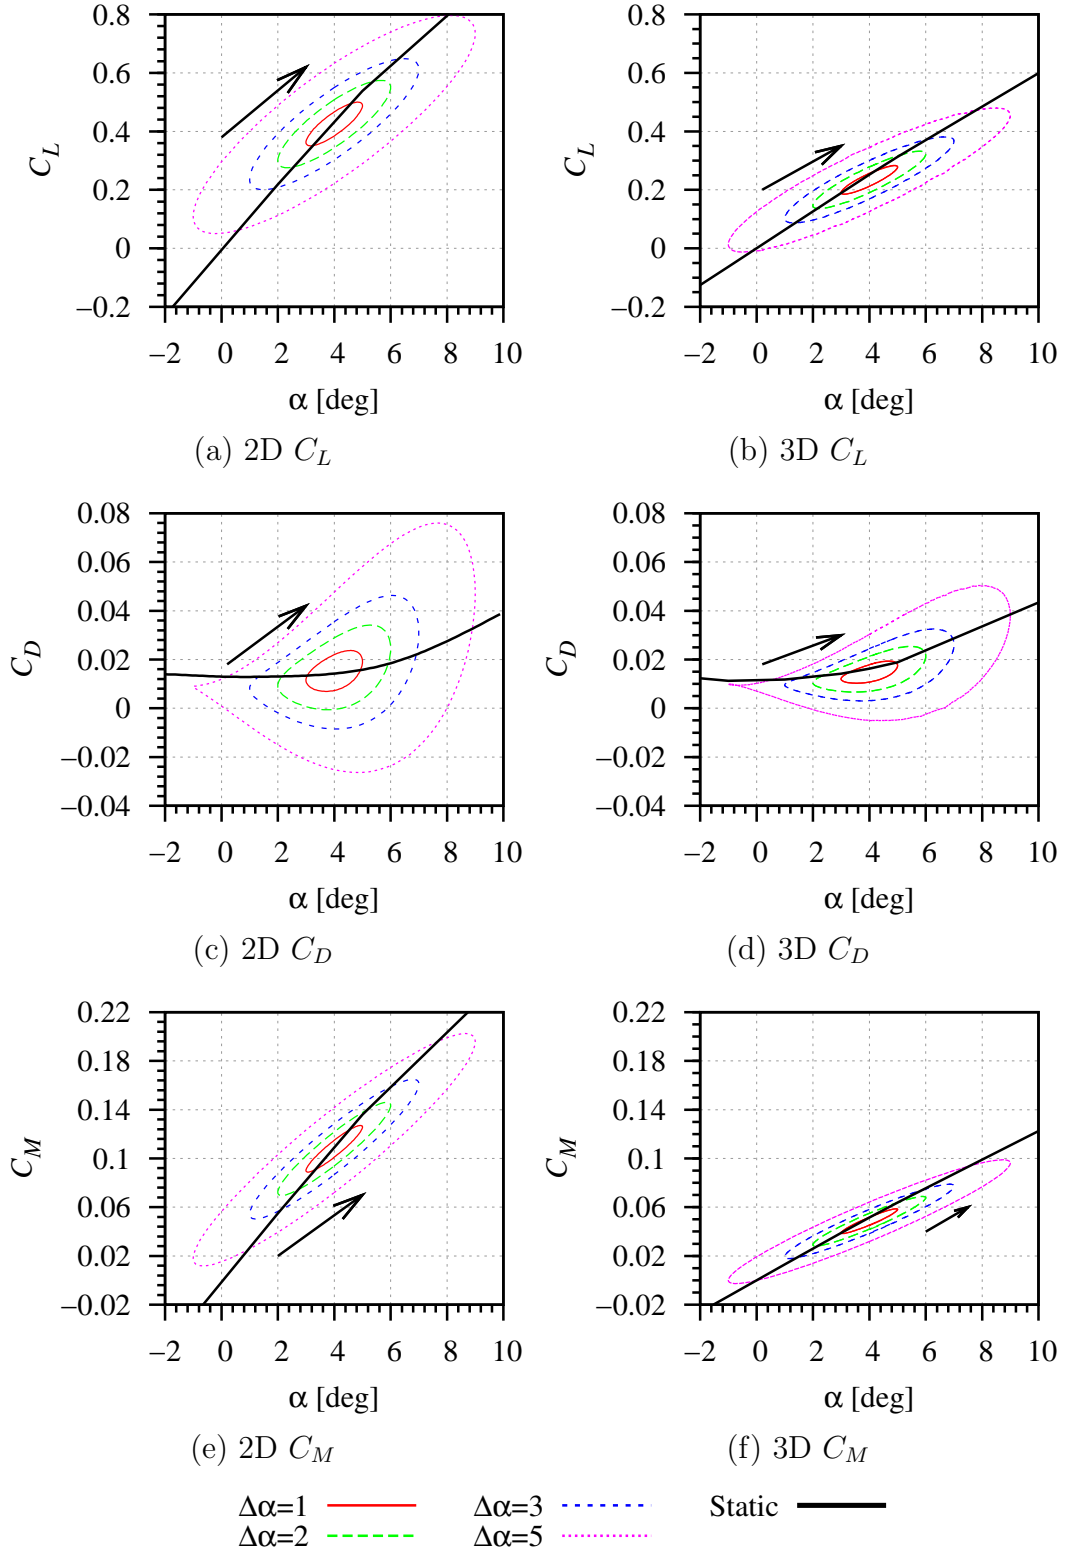 0.8 0.8
0.6 0.6
0.4 0.4
C_L C_L
0.2 0.2
0 0
−0.2 −0.2
−2 0 2 4 6 8 10 −2 0 2 4 6 8 10
α [deg] α [deg]
(a) 2D C_L (b) 3D C_L
0.08 0.08
0.06 0.06
0.04 0.04
C_D C_D
0.02 0.02
0 0
−0.02 −0.02
−0.04 −0.04
−2 0 2 4 6 8 10 −2 0 2 4 6 8 10
α [deg] α [deg]
(c) 2D C_D (d) 3D C_D
0.22 0.22
0.18 0.18
0.14 0.14
C_M C_M
0.1 0.1
0.06 0.06
0.02 0.02
−0.02 −0.02
−2 0 2 4 6 8 10 −2 0 2 4 6 8 10
α [deg] α [deg]
(e) 2D C_M (f) 3D C_M
Δα=1 Δα=3 Static
Δα=2 Δα=5